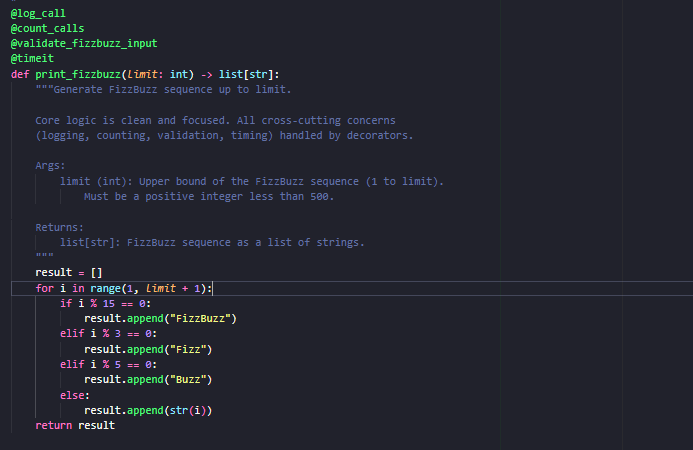 @log_call
@count_calls
@validate_fizzbuzz_input
@timeit
def print_fizzbuzz(limit: int) -> list[str]:
    """Generate FizzBuzz sequence up to limit.

    Core logic is clean and focused. All cross-cutting concerns
    (logging, counting, validation, timing) handled by decorators.

    Args:
        limit (int): Upper bound of the FizzBuzz sequence (1 to limit).
            Must be a positive integer less than 500.

    Returns:
        list[str]: FizzBuzz sequence as a list of strings.
    """
    result = []
    for i in range(1, limit + 1):
        if i % 15 == 0:
            result.append("FizzBuzz")
        elif i % 3 == 0:
            result.append("Fizz")
        elif i % 5 == 0:
            result.append("Buzz")
        else:
            result.append(str(i))
    return result